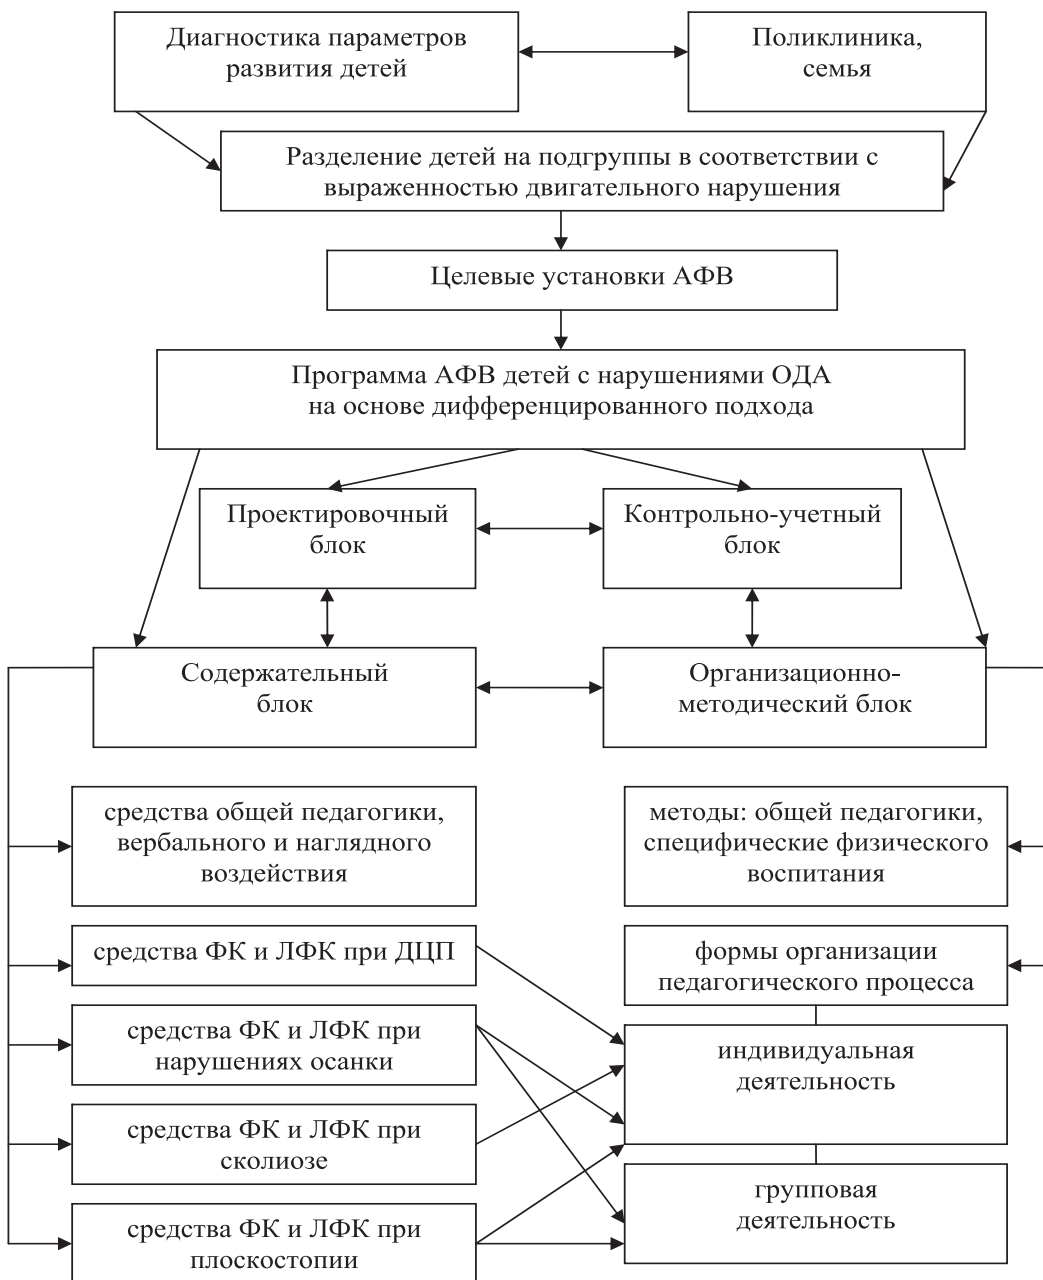 Диагностика параметров
развития детей
Поликлиника,
семья
Разделение детей на подгруппы в соответствии с
выраженностью двигательного нарушения
Целевые установки АФВ
Программа АФВ детей с нарушениями ОДА
на основе дифференцированного подхода
Проектировочный
блок
Контрольно-учетный
блок
Содержательный
блок
Организационно-
методический блок
средства общей педагогики,
вербального и наглядного
воздействия
методы: общей педагогики,
специфические физического
воспитания
средства ФК и ЛФК при ДЦП
формы организации
педагогического процесса
средства ФК и ЛФК при
нарушениях осанки
индивидуальная
деятельность
средства ФК и ЛФК при
сколиозе
групповая
деятельность
средства ФК и ЛФК при
плоскостопии